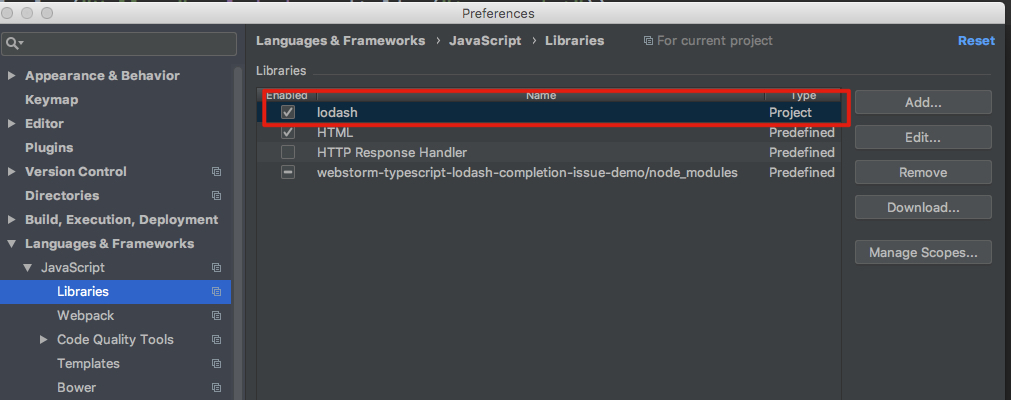 Preferences
Languages & Frameworks › JavaScript › Libraries For current project Reset
Appearance & Behavior
Keymap
Editor
Plugins
Version Control
Directories
Build, Execution, Deployment
Languages & Frameworks
JavaScript
Libraries
Webpack
Code Quality Tools
Templates
Bower
Libraries
Enabled Name Type
lodash Project
HTML Predefined
HTTP Response Handler Predefined
webstorm-typescript-lodash-completion-issue-demo/node_modules Predefined
Add...
Edit...
Remove
Download...
Manage Scopes...